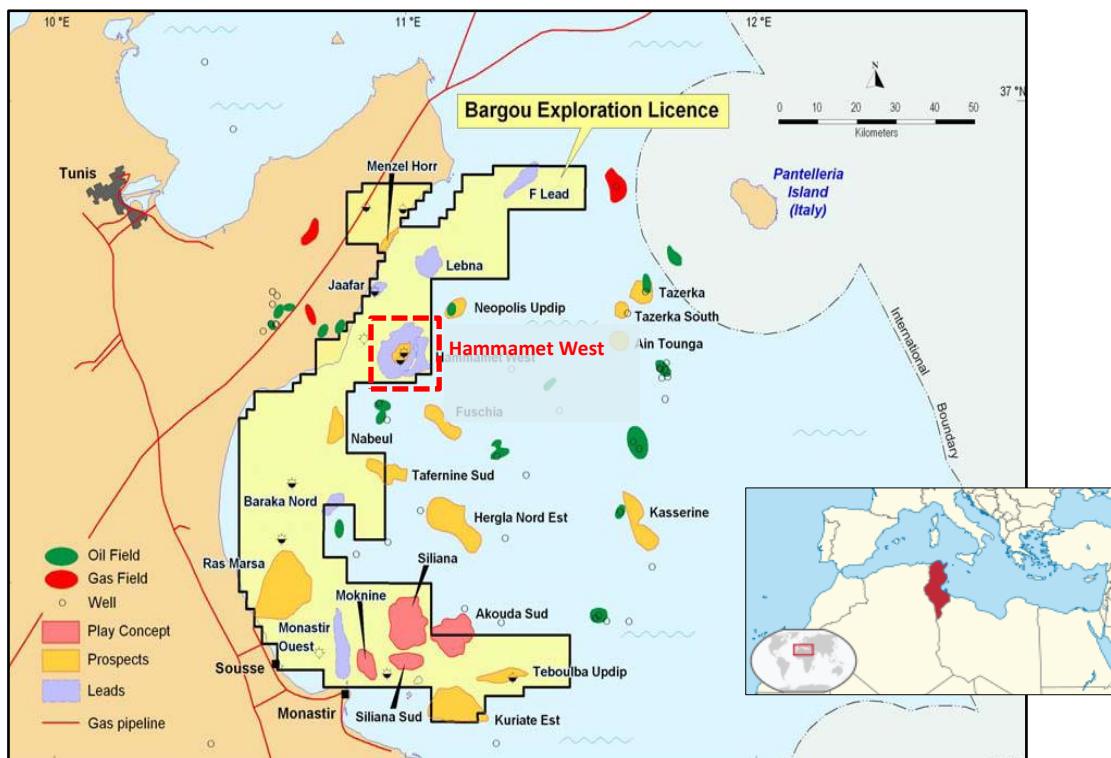 10 °E
11 °E
12 °E
N
37 °N
0 10 20 30 40 50
Kilometers
Bargou Exploration Licence
Menzel Horr
Tunis
F Lead
Pantelleria
Island
(Italy)
Lebna
Jaafar
Neopolis Updip
Tazerka
Tazerka South
Hammamet West
Hammamet West
Ain Tounga
International
Boundary
Fuschia
Nabeul
Tafernine Sud
Baraka Nord
Hergla Nord Est
Kasserine
Oil Field
Gas Field
Well
Play Concept
Prospects
Leads
Gas pipeline
Ras Marsa
Siliana
Moknine
Akouda Sud
Monastir
Ouest
Sousse
Teboulba Updip
Monastir
Siliana Sud
Kuriate Est